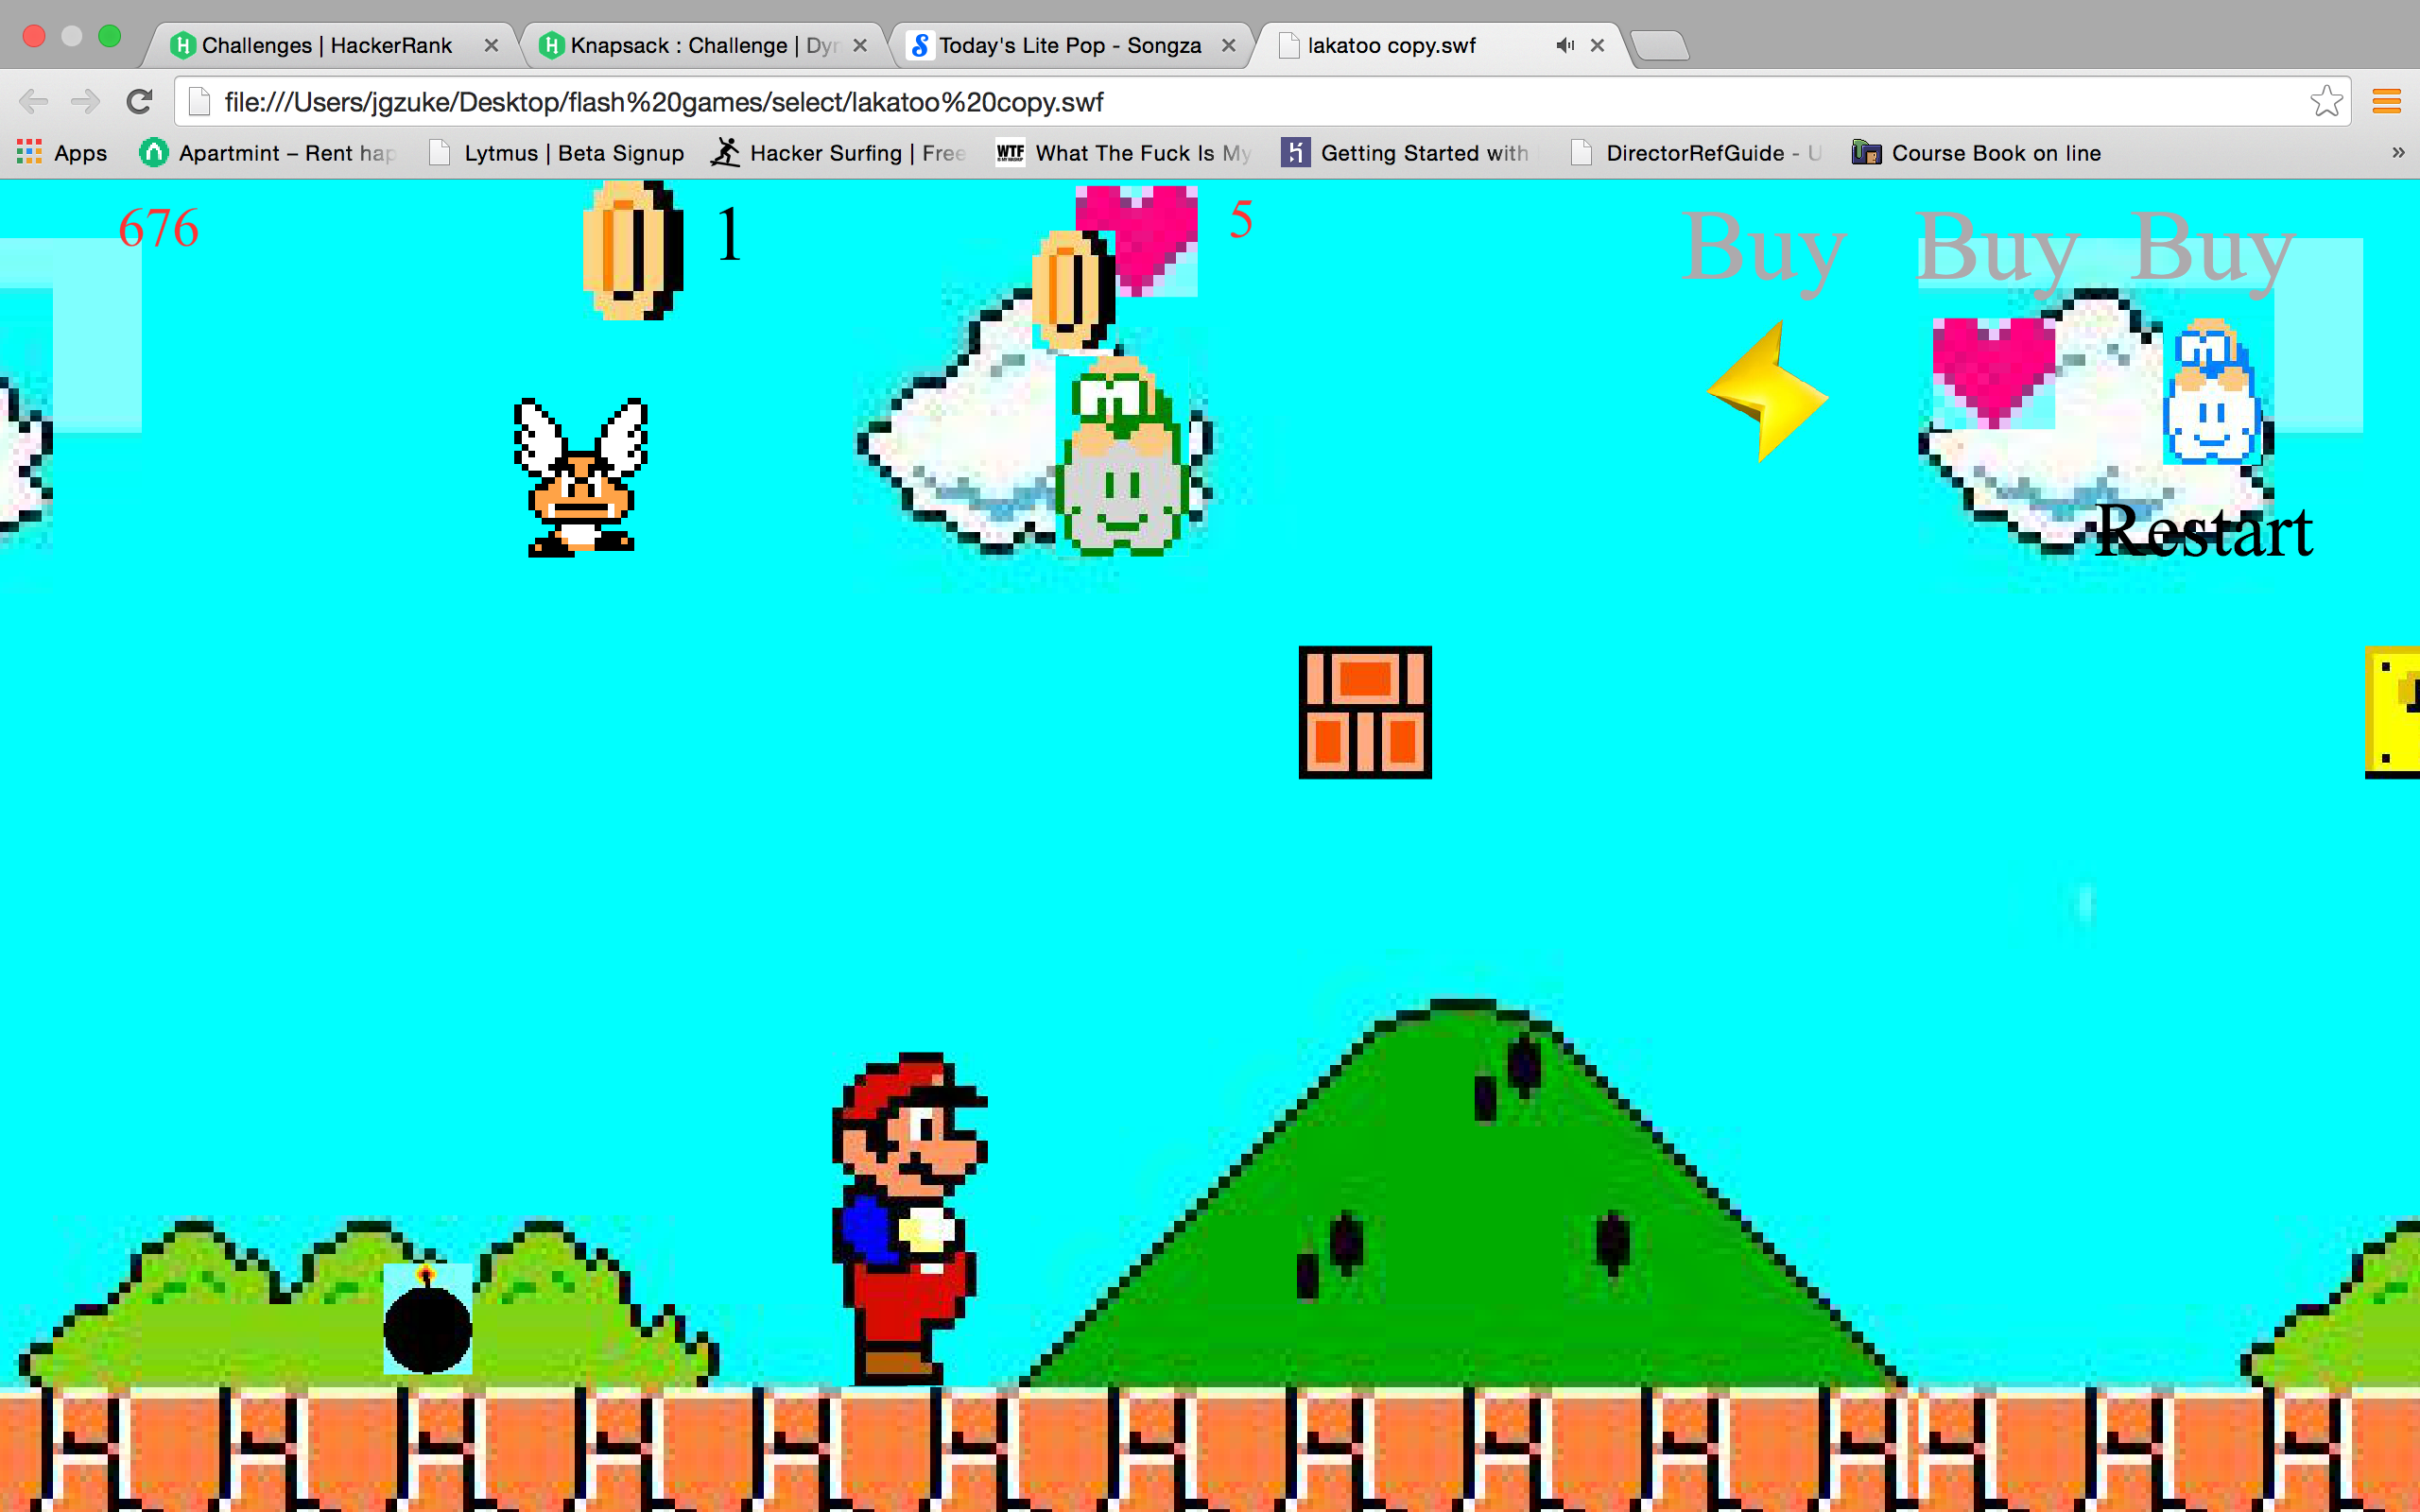 Challenges | HackerRank
Knapsack : Challenge | Dyn
Today's Lite Pop - Songza
lakatoo copy.swf
file:///Users/jgzuke/Desktop/flash%20games/select/lakatoo%20copy.swf
Apps
Apartmint – Rent hap
Lytmus | Beta Signup
Hacker Surfing | Free
WTF
What The Fuck Is My
Getting Started with
DirectorRefGuide - U
Course Book on line
»
676
1
5
Buy Buy Buy
Restart